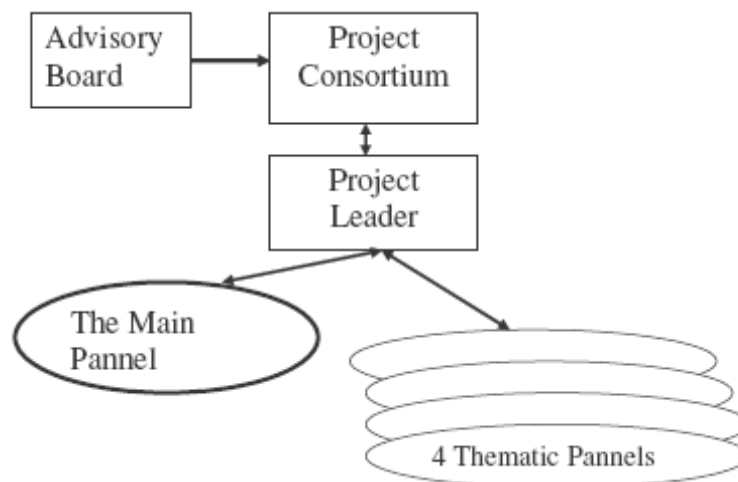 Advisory
Board
Project
Consortium
Project
Leader
The Main
Pannel
4 Thematic Pannels